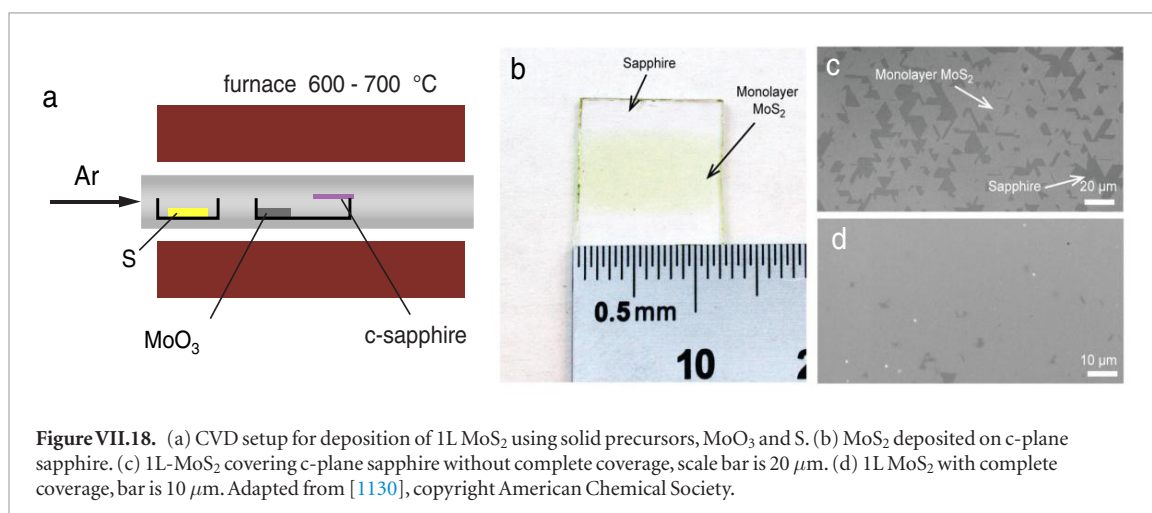 a
furnace 600 - 700 °C
Ar
S
MoO₃
c-sapphire
b
Sapphire
Monolayer
MoS₂
0.5 mm
10
c
Monolayer MoS₂
Sapphire
20 μm
d
10 μm
Figure VII.18. (a) CVD setup for deposition of 1L MoS₂ using solid precursors, MoO₃ and S. (b) MoS₂ deposited on c-plane
sapphire. (c) 1L-MoS₂ covering c-plane sapphire without complete coverage, scale bar is 20 μm. (d) 1L MoS₂ with complete
coverage, bar is 10 μm. Adapted from [1130], copyright American Chemical Society.